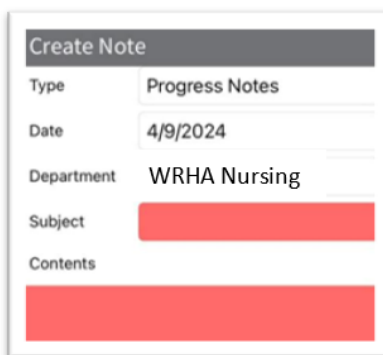 Create Note
Type Progress Notes
Date 4/9/2024
Department WRHA Nursing
Subject
Contents